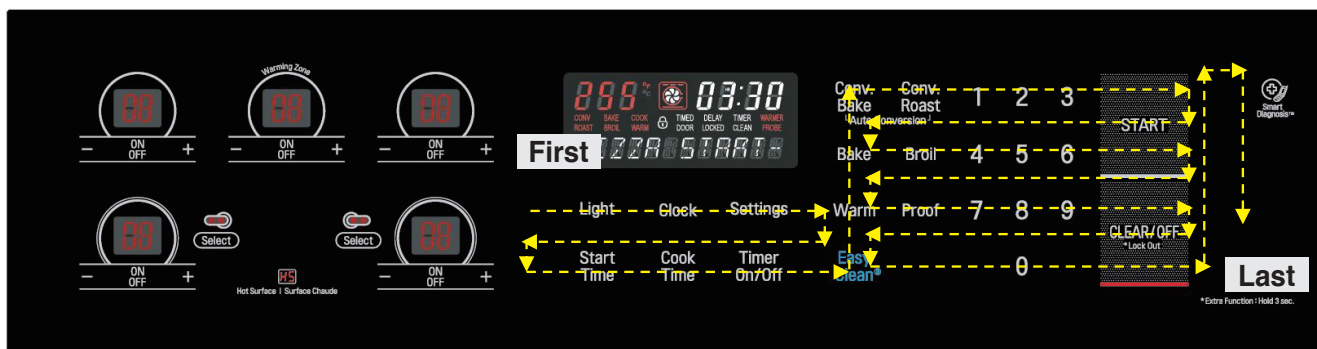 Warming Zone
88
88
88
- ON +
OFF
- ON +
OFF
- ON +
OFF
88
Select
Select
88
- ON +
OFF
- ON +
OFF
HS
Hot Surface | Surface Chaude
°F 03:30
°C
CONV BAKE COOK TIMED DELAY TIMER WARMER
ROAST BROIL WARM DOOR LOCKED CLEAN PROBE
First
ZZA START-
Light Clock Settings
Start Time
Cook Time
Timer On/Off
Conv. Bake
Conv. Roast
Auto Conversion
1 2 3
Bake Broil 4 5 6
Warm Proof 7 8 9
Easy Clean®
0
START
CLEAR/OFF
*Lock Out
Smart
Diagnosis™
Last
*Extra Function : Hold 3 sec.